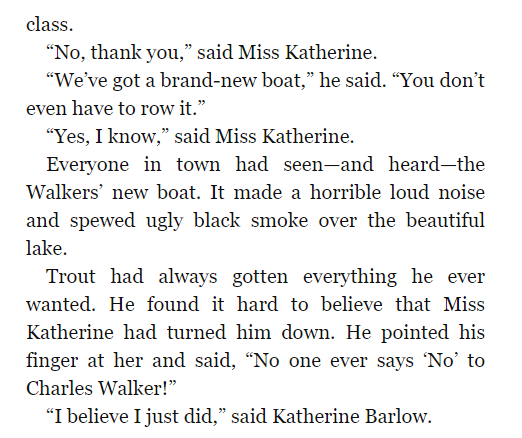 class.
“No, thank you,” said Miss Katherine.
“We’ve got a brand-new boat,” he said. “You don’t
even have to row it.”
“Yes, I know,” said Miss Katherine.
Everyone in town had seen—and heard—the
Walkers’ new boat. It made a horrible loud noise
and spewed ugly black smoke over the beautiful
lake.
Trout had always gotten everything he ever
wanted. He found it hard to believe that Miss
Katherine had turned him down. He pointed his
finger at her and said, “No one ever says ‘No’ to
Charles Walker!”
“I believe I just did,” said Katherine Barlow.